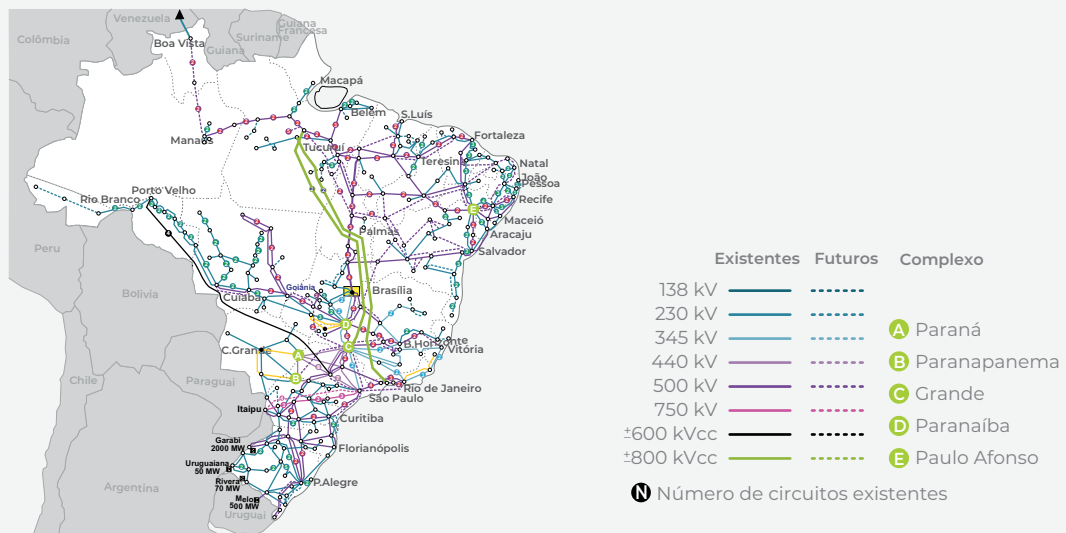 Venezuela
Guiana
Francesa
Suriname
Guiana
Colômbia
Boa Vista
Macapá
Belém
S.Luís
Manaus
Tucuruí
Fortaleza
Teresina
Natal
João
Pessoa
Recife
Porto Velho
Rio Branco
Maceió
Aracaju
Palmas
Salvador
Peru
Bolívia
Cuiabá
Goiânia
Brasília
C.Grande
B.Horizonte
Vitória
Chile
Paraguai
Rio de Janeiro
São Paulo
Itaipu
Curitiba
Garabi
2000 MW
Florianópolis
Uruguaiana
50 MW
Rivera
70 MW
P.Alegre
Melo
500 MW
Argentina
Uruguai
A
B
C
D
E
Existentes Futuros Complexo
138 kV
230 kV
345 kV
440 kV
500 kV
750 kV
±600 kVcc
±800 kVcc
A Paraná
B Paranapanema
C Grande
D Paranaíba
E Paulo Afonso
N Número de circuitos existentes